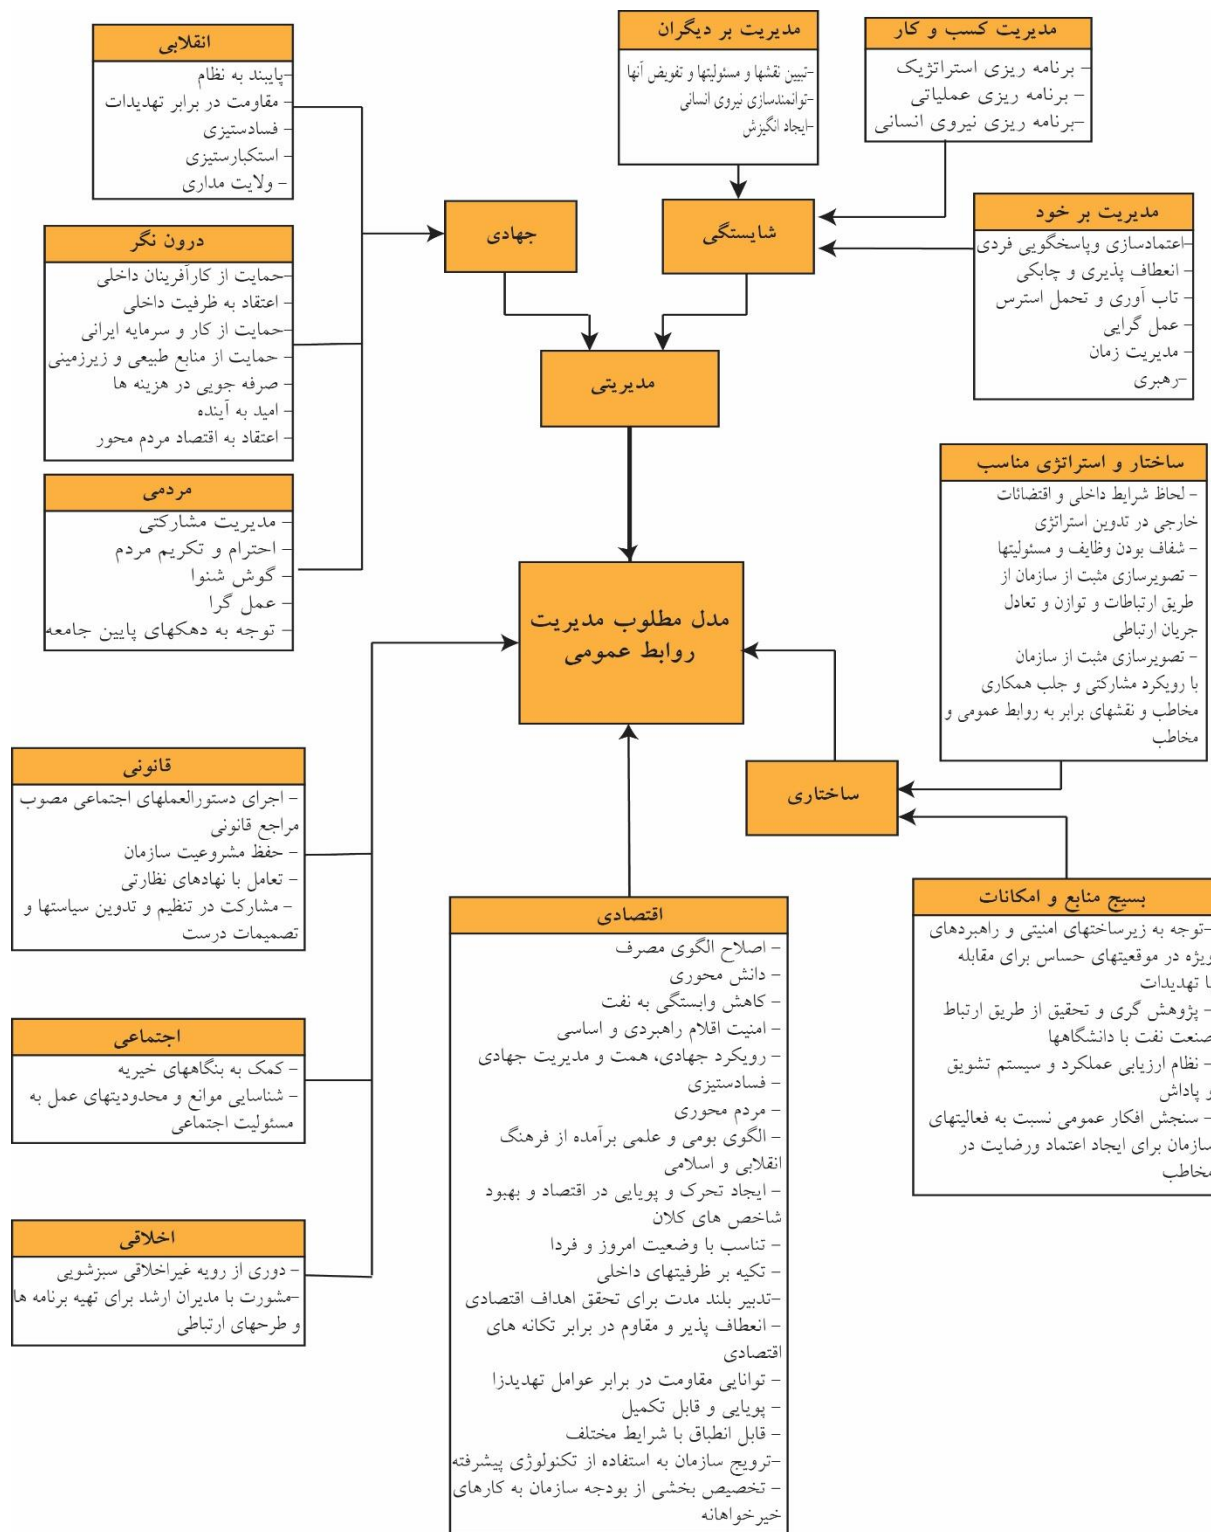 انقلابی
–پایبند به نظام
– مقاومت در برابر تهدیدات
– فسادستیزی
– استکبارستیزی
– ولایت مداری
مدیریت بر دیگران
–تبیین نقشها و مسئولیتها و تفویض آنها
–توانمندسازی نیروی انسانی
–ایجاد انگیزش
مدیریت کسب و کار
– برنامه ریزی استراتژیک
– برنامه ریزی عملیاتی
–برنامه ریزی نیروی انسانی
جهادی
شایستگی
مدیریت بر خود
–اعتمادسازی وپاسخگویی فردی
– انعطاف پذیری و چابکی
– تاب آوری و تحمل استرس
– عمل گرایی
– مدیریت زمان
–رهبری
درون نگر
–حمایت از کارآفرینان داخلی
– اعتقاد به ظرفیت داخلی
–حمایت از کار و سرمایه ایرانی
– حمایت از منابع طبیعی و زیرزمینی
– صرفه جویی در هزینه ها
– امید به آینده
– اعتقاد به اقتصاد مردم محور
مدیریتی
مردمی
– مدیریت مشارکتی
– احترام و تکریم مردم
– گوش شنوا
– عمل گرا
– توجه به دهکهای پایین جامعه
ساختار و استراتژی مناسب
– لحاظ شرایط داخلی و اقتضائات
خارجی در تدوین استراتژی
– شفاف بودن وظایف و مسئولیتها
– تصویرسازی مثبت از سازمان از
طریق ارتباطات و توازن و تعادل
جریان ارتباطی
– تصویرسازی مثبت از سازمان
با رویکرد مشارکتی و جلب همکاری
مخاطب و نقشهای برابر به روابط عمومی و
مخاطب
مدل مطلوب مدیریت
روابط عمومی
ساختاری
قانونی
– اجرای دستورالعملهای اجتماعی مصوب
مراجع قانونی
– حفظ مشروعیت سازمان
– تعامل با نهادهای نظارتی
– مشارکت در تنظیم و تدوین سیاستها و
تصمیمات درست
اجتماعی
– کمک به بنگاههای خیریه
– شناسایی موانع و محدودیتهای عمل به
مسئولیت اجتماعی
اخلاقی
– دوری از رویه غیراخلاقی سبزشویی
–مشورت با مدیران ارشد برای تهیه برنامه ها
و طرحهای ارتباطی
اقتصادی
– اصلاح الگوی مصرف
– دانش محوری
– کاهش وابستگی به نفت
– امنیت اقلام راهبردی و اساسی
– رویکرد جهادی، همت و مدیریت جهادی
– فسادستیزی
– مردم محوری
– الگوی بومی و علمی برآمده از فرهنگ
انقلابی و اسلامی
– ایجاد تحرک و پویایی در اقتصاد و بهبود
شاخص های کلان
– تناسب با وضعیت امروز و فردا
– تکیه بر ظرفیتهای داخلی
–تدبیر بلند مدت برای تحقق اهداف اقتصادی
– انعطاف پذیر و مقاوم در برابر تکانه های
اقتصادی
– توانایی مقاومت در برابر عوامل تهدیدزا
– پویایی و قابل تکمیل
– قابل انطباق با شرایط مختلف
–ترویج سازمان به استفاده از تکنولوژی پیشرفته
– تخصیص بخشی از بودجه سازمان به کارهای
خیرخواهانه
بسیج منابع و امکانات
–توجه به زیرساختهای امنیتی و راهبردهای
ویژه در موقعیتهای حساس برای مقابله
با تهدیدات
– پژوهش گری و تحقیق از طریق ارتباط
صنعت نفت با دانشگاهها
– نظام ارزیابی عملکرد و سیستم تشویق
و پاداش
– سنجش افکار عمومی نسبت به فعالیتهای
سازمان برای ایجاد اعتماد ورضایت در
مخاطب